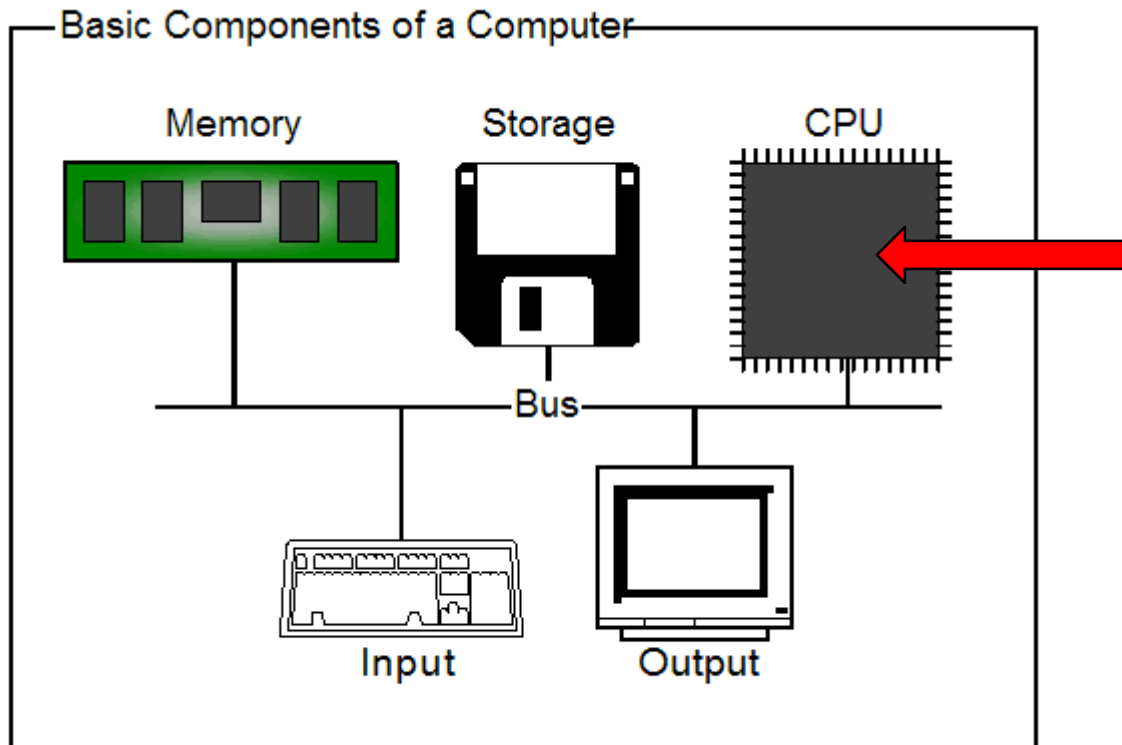 Basic Components of a Computer
Memory
Storage
CPU
Bus
Input
Output